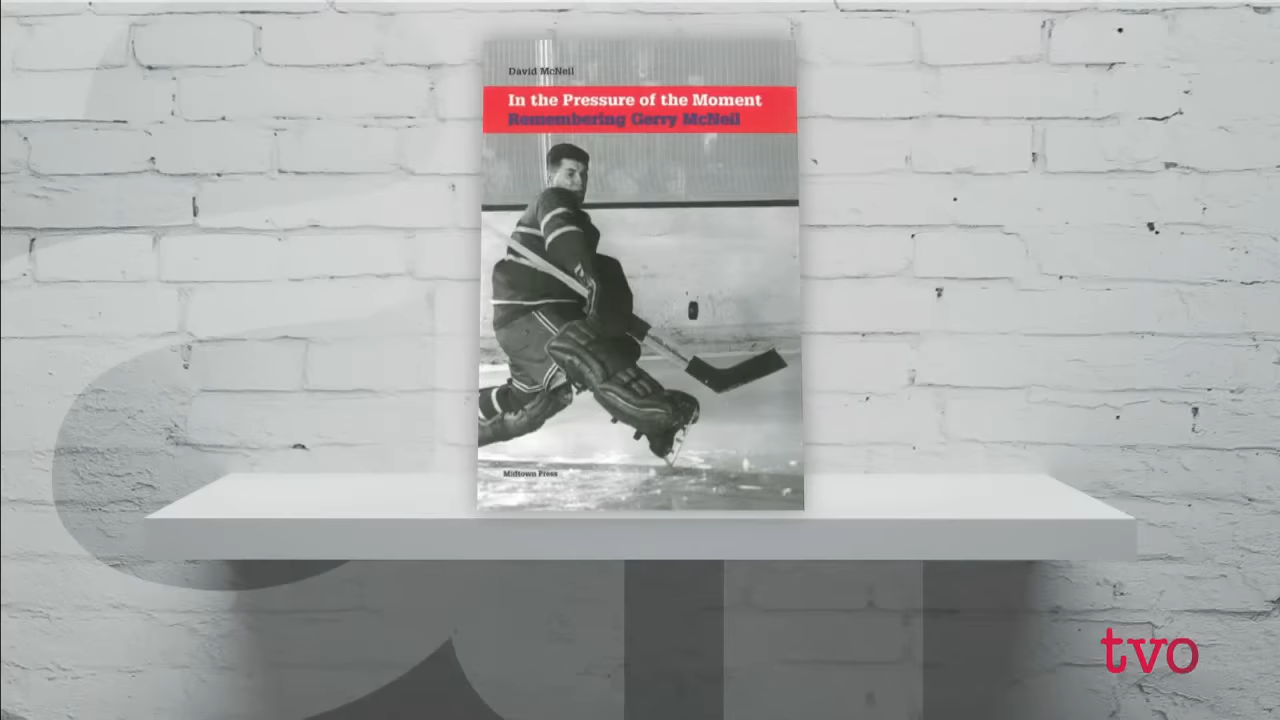 David McNeil
In the Pressure of the Moment
Remembering Gerry McNeil
Midtown Press
tvo